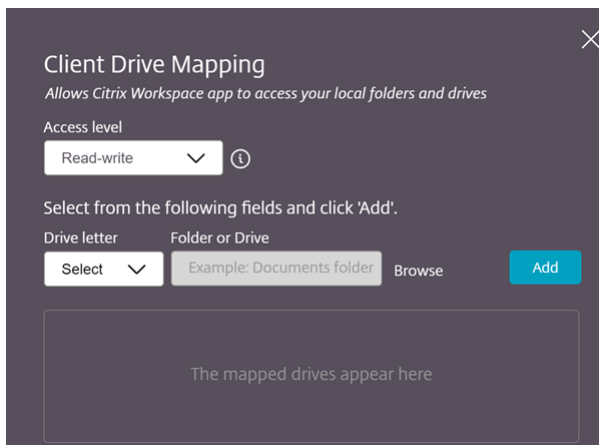 Client Drive Mapping
Allows Citrix Workspace app to access your local folders and drives
Access level
Read-write
Select from the following fields and click 'Add'.
Drive letter Folder or Drive
Select Example: Documents folder Browse Add
The mapped drives appear here